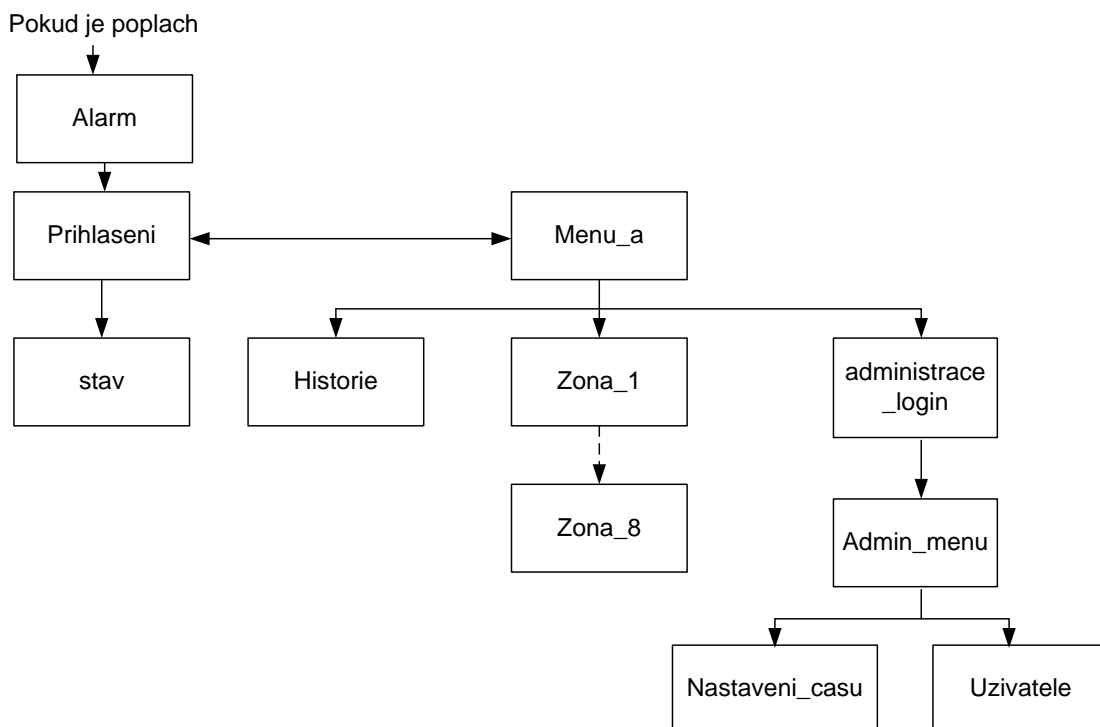 Pokud je poplach
Alarm
Prihlaseni
Menu_a
stav
Historie
Zona_1
administrace
_login
Zona_8
Admin_menu
Nastaveni_casu
Uzivatele